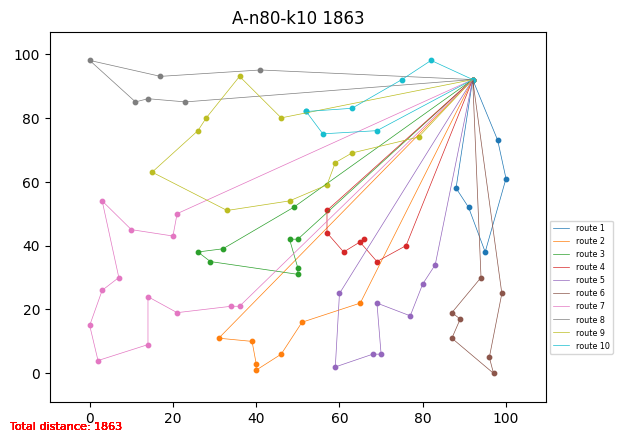 A-n80-k10 1863
100
80
60
40
20
0
0 20 40 60 80 100
route 1
route 2
route 3
route 4
route 5
route 6
route 7
route 8
route 9
route 10
Total distance: 1863